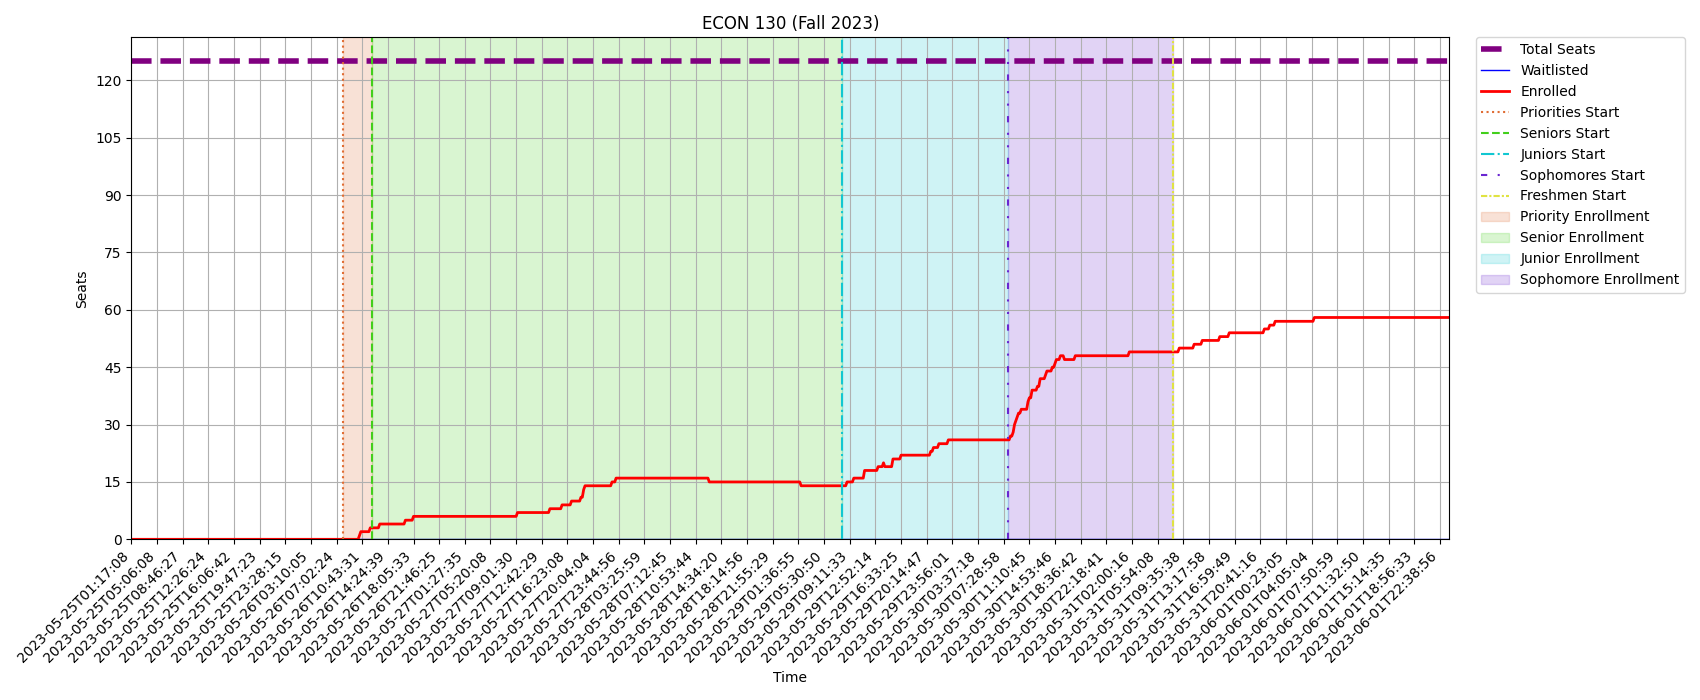 ECON 130 (Fall 2023)
Total Seats
Waitlisted
Enrolled
Priorities Start
Seniors Start
Juniors Start
Sophomores Start
Freshmen Start
Priority Enrollment
Senior Enrollment
Junior Enrollment
Sophomore Enrollment
Seats
120
105
90
75
60
45
30
15
0
2023-05-25T01:17:08
2023-05-25T05:06:08
2023-05-25T08:46:27
2023-05-25T12:26:24
2023-05-25T16:06:42
2023-05-25T19:47:23
2023-05-25T23:28:15
2023-05-26T03:10:05
2023-05-26T07:02:24
2023-05-26T10:43:31
2023-05-26T14:24:39
2023-05-26T18:05:33
2023-05-26T21:46:25
2023-05-27T01:27:35
2023-05-27T05:20:08
2023-05-27T09:01:30
2023-05-27T12:42:29
2023-05-27T16:23:08
2023-05-27T20:04:04
2023-05-27T23:44:56
2023-05-28T03:25:59
2023-05-28T07:12:45
2023-05-28T10:53:44
2023-05-28T14:34:20
2023-05-28T18:14:56
2023-05-28T21:55:29
2023-05-29T01:36:55
2023-05-29T05:30:50
2023-05-29T09:11:33
2023-05-29T12:52:14
2023-05-29T16:33:25
2023-05-29T20:14:47
2023-05-29T23:56:01
2023-05-30T03:37:18
2023-05-30T07:28:58
2023-05-30T11:10:45
2023-05-30T14:53:46
2023-05-30T18:36:42
2023-05-30T22:18:41
2023-05-31T02:00:16
2023-05-31T05:54:08
2023-05-31T09:35:38
2023-05-31T13:17:58
2023-05-31T16:59:49
2023-05-31T20:41:16
2023-06-01T00:23:05
2023-06-01T04:05:04
2023-06-01T07:50:59
2023-06-01T11:32:50
2023-06-01T15:14:35
2023-06-01T18:56:33
2023-06-01T22:38:56
Time